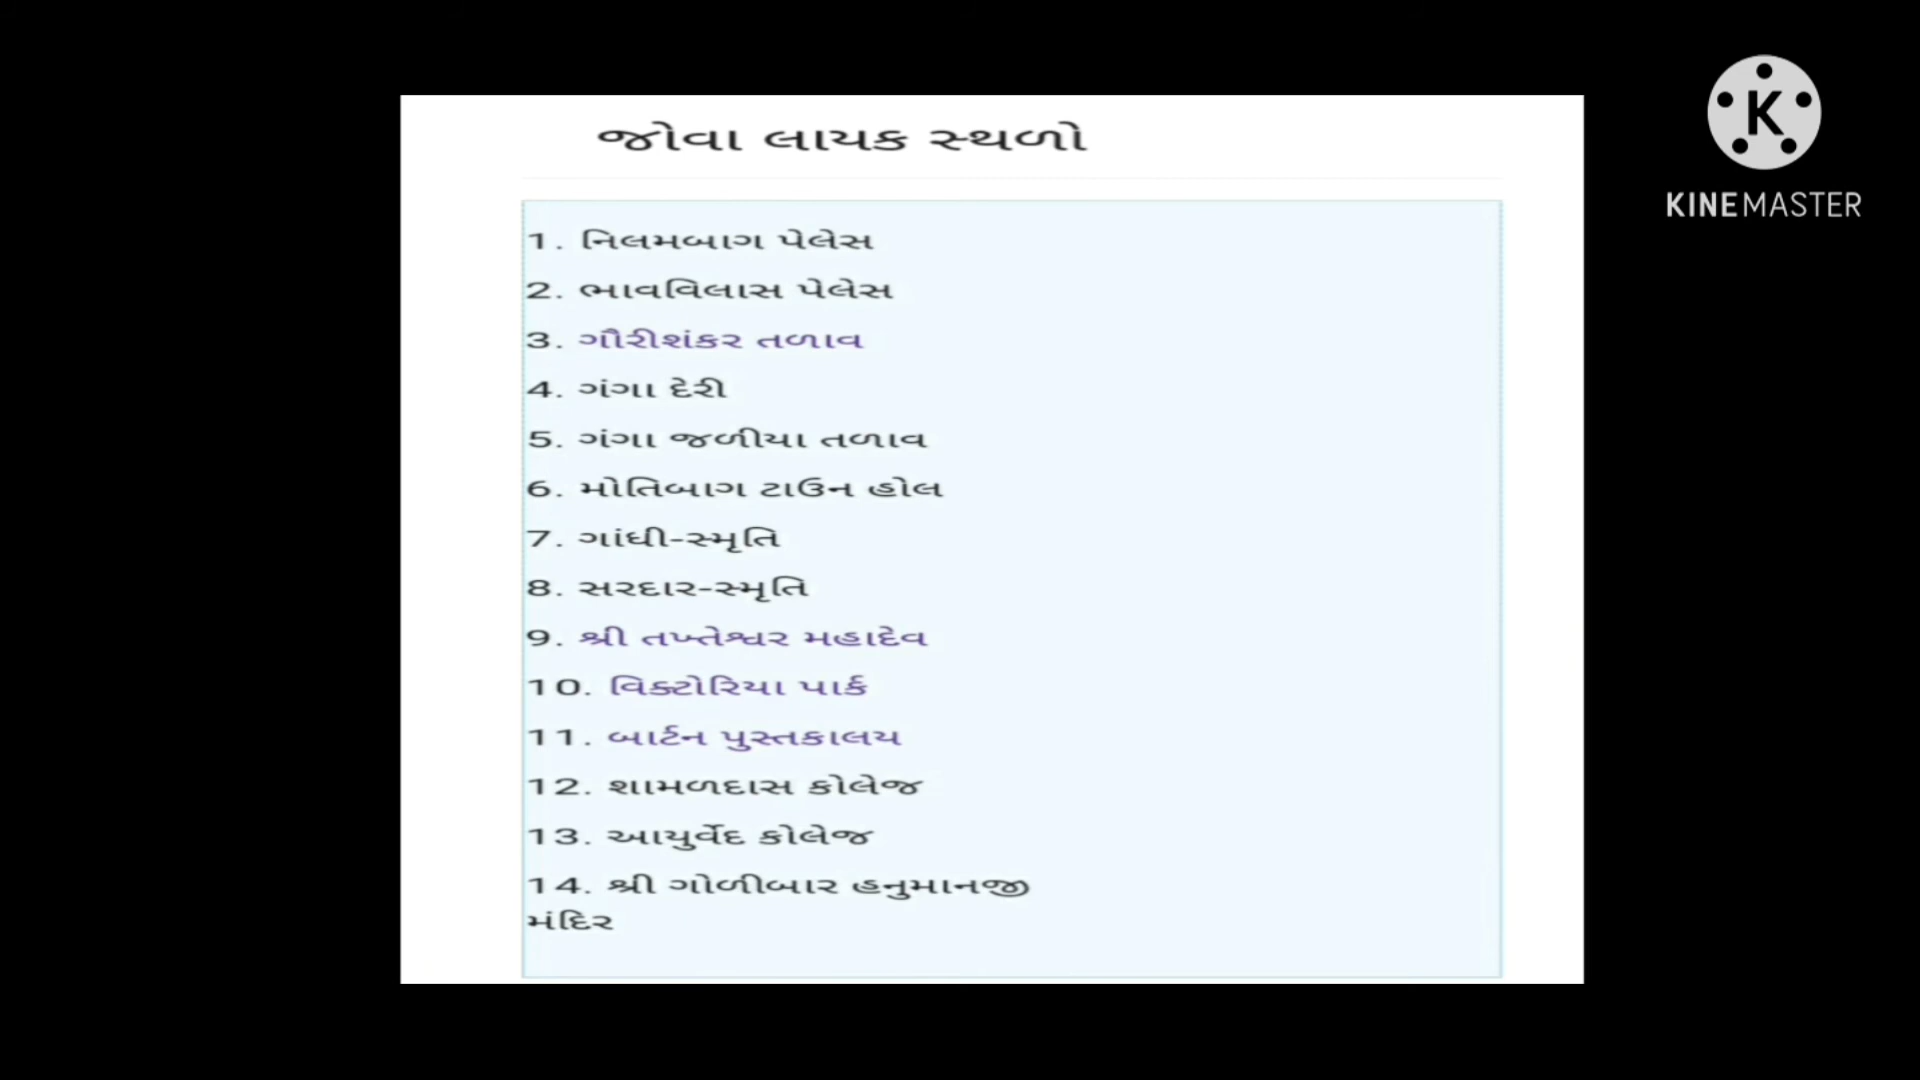 જોવા લાયક સ્થળો
K
KINEMASTER
1. નિલમબાગ પેલેસ
2. ભાવવિલાસ પેલેસ
3. ગૌરીશંકર તળાવ
4. ગંગા દેરી
5. ગંગા જળીયા તળાવ
6. મોતિબાગ ટાઉન હોલ
7. ગાંધી-સ્મૃતિ
8. સરદાર-સ્મૃતિ
9. શ્રી તખ્તેશ્વર મહાદેવ
10. વિક્ટોરિયા પાર્ક
11. બાર્ટન પુસ્તકાલય
12. શામળદાસ કોલેજ
13. આયુર્વેદ કોલેજ
14. શ્રી ગોળીબાર હનુમાનજી
મંદિર